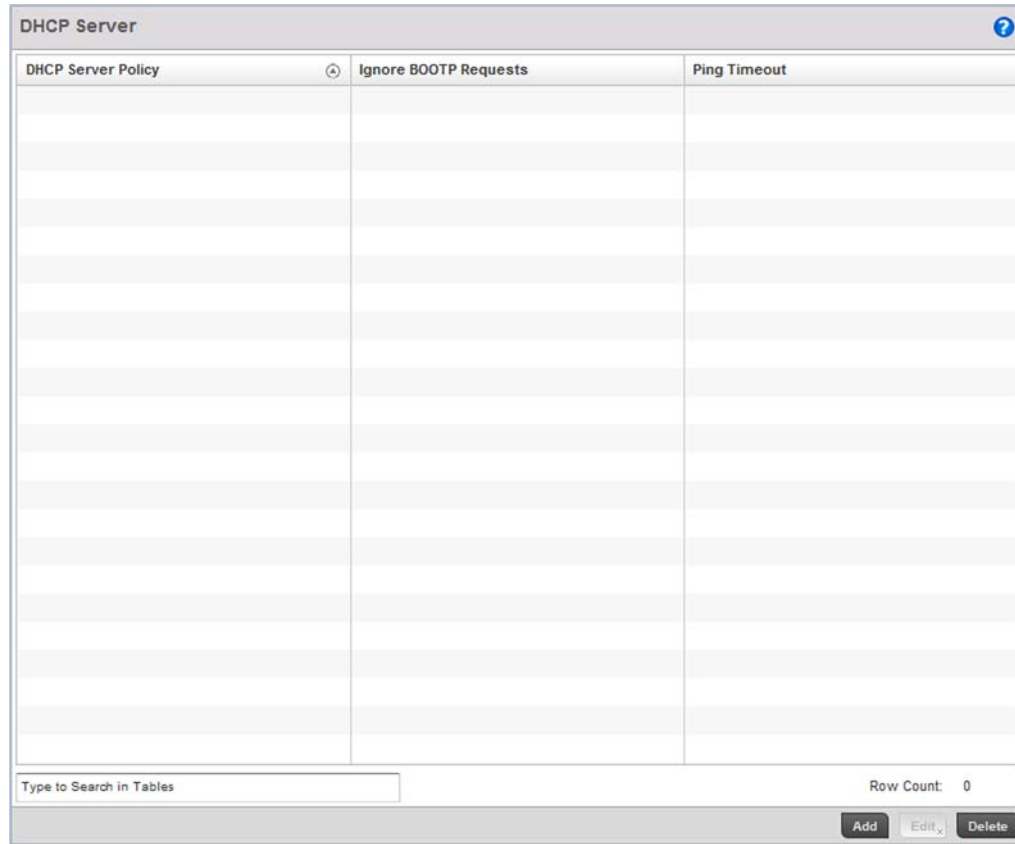 DHCP Server
DHCP Server Policy Ignore BOOTP Requests Ping Timeout
Type to Search in Tables Row Count: 0
Add Edit Delete